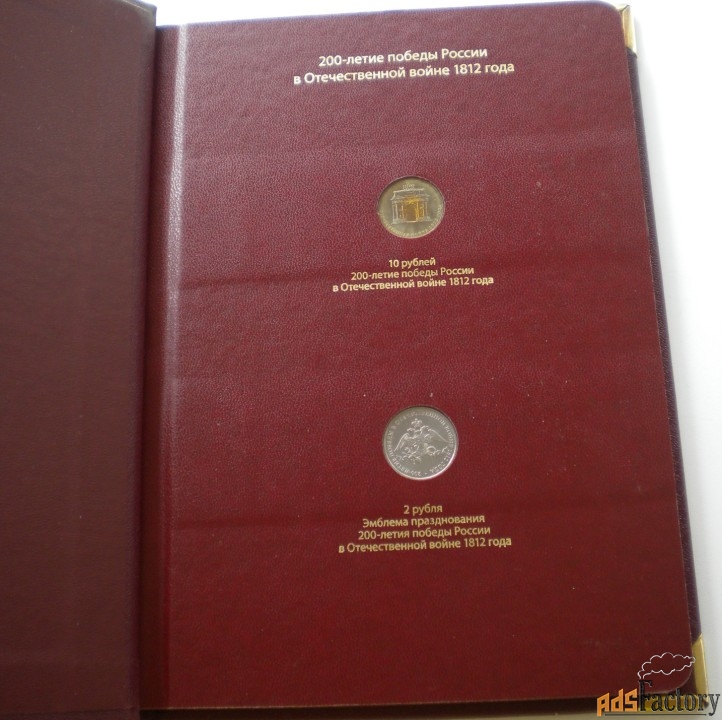 200-летие победы России
в Отечественной войне 1812 года
10 рублей
200-летие победы России
в Отечественной войне 1812 года
2 рубля
Эмблема празднования
200-летия победы России
в Отечественной войне 1812 года
AdsFactory